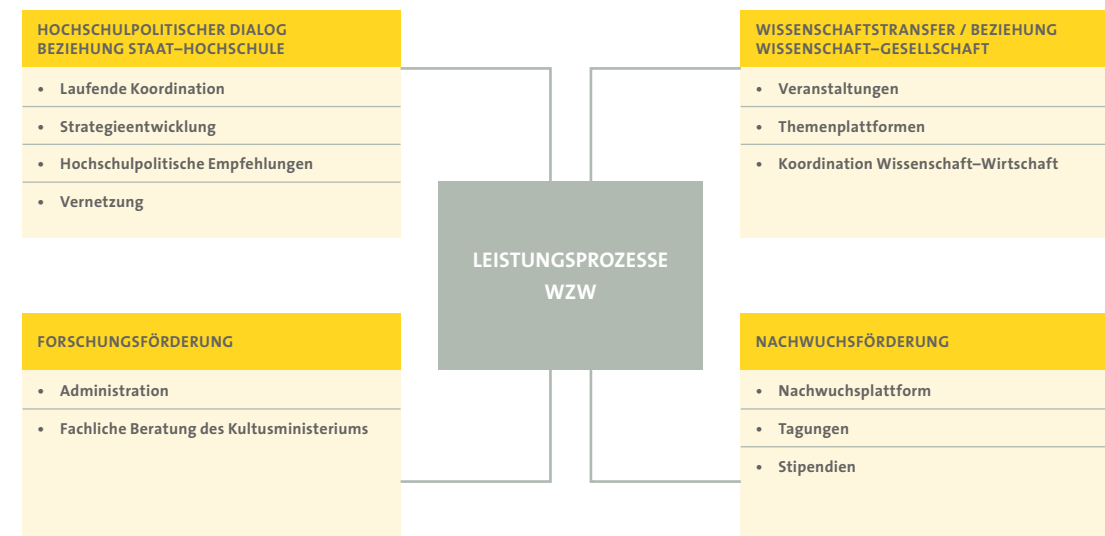 HOCHSCHULPOLITISCHER DIALOG
BEZIEHUNG STAAT–HOCHSCHULE
• Laufende Koordination
• Strategieentwicklung
• Hochschulpolitische Empfehlungen
• Vernetzung
WISSENSCHAFTSTRANSFER / BEZIEHUNG
WISSENSCHAFT–GESELLSCHAFT
• Veranstaltungen
• Themenplattformen
• Koordination Wissenschaft–Wirtschaft
LEISTUNGSPROZESSE
WZW
FORSCHUNGSFÖRDERUNG
• Administration
• Fachliche Beratung des Kultusministeriums
NACHWUCHSFÖRDERUNG
• Nachwuchsplattform
• Tagungen
• Stipendien